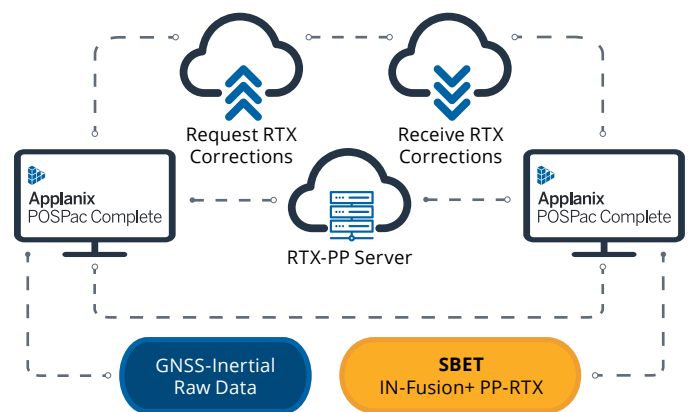 Request RTX
Corrections
Receive RTX
Corrections
Applanix
POSPac Complete
RTX-PP Server
Applanix
POSPac Complete
GNSS-Inertial
Raw Data
SBET
IN-Fusion+ PP-RTX